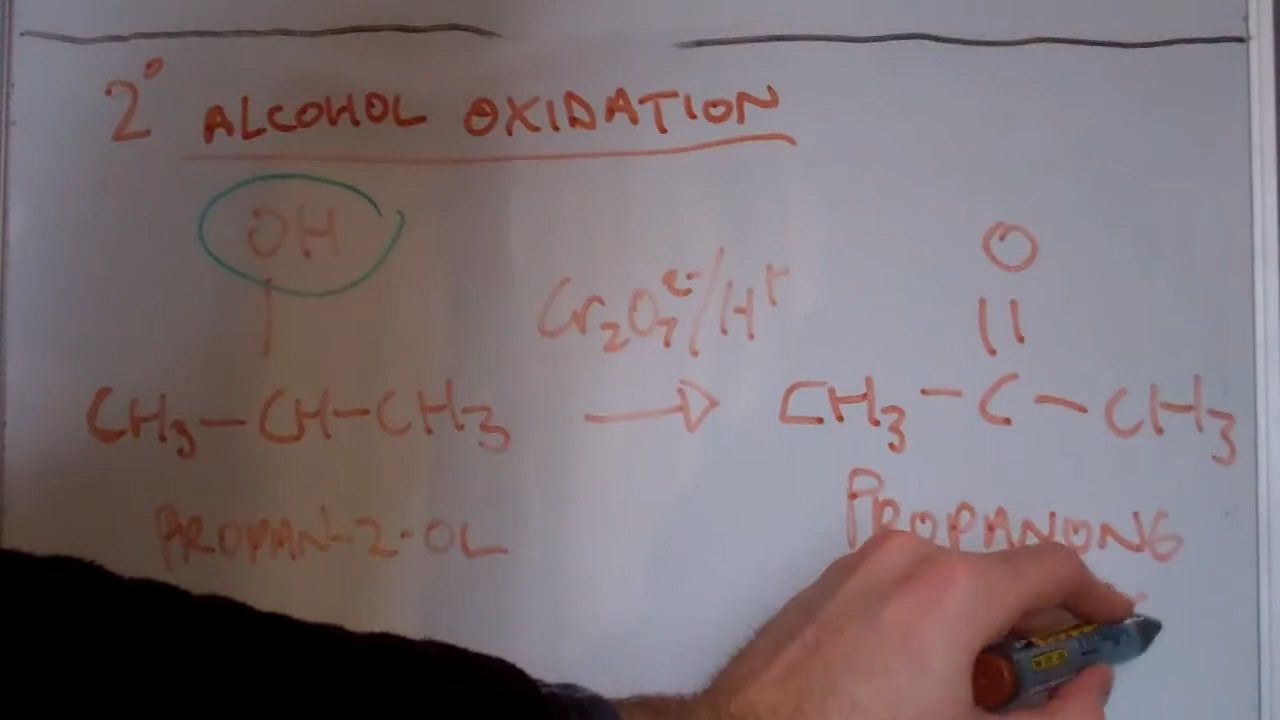 2° ALCOHOL OXIDATION
OH
O
Cr₂O₇²⁻/H⁺
CH₃-CH-CH₃ → CH₃-C-CH₃
PROPAN-2-OL
PROPANONE